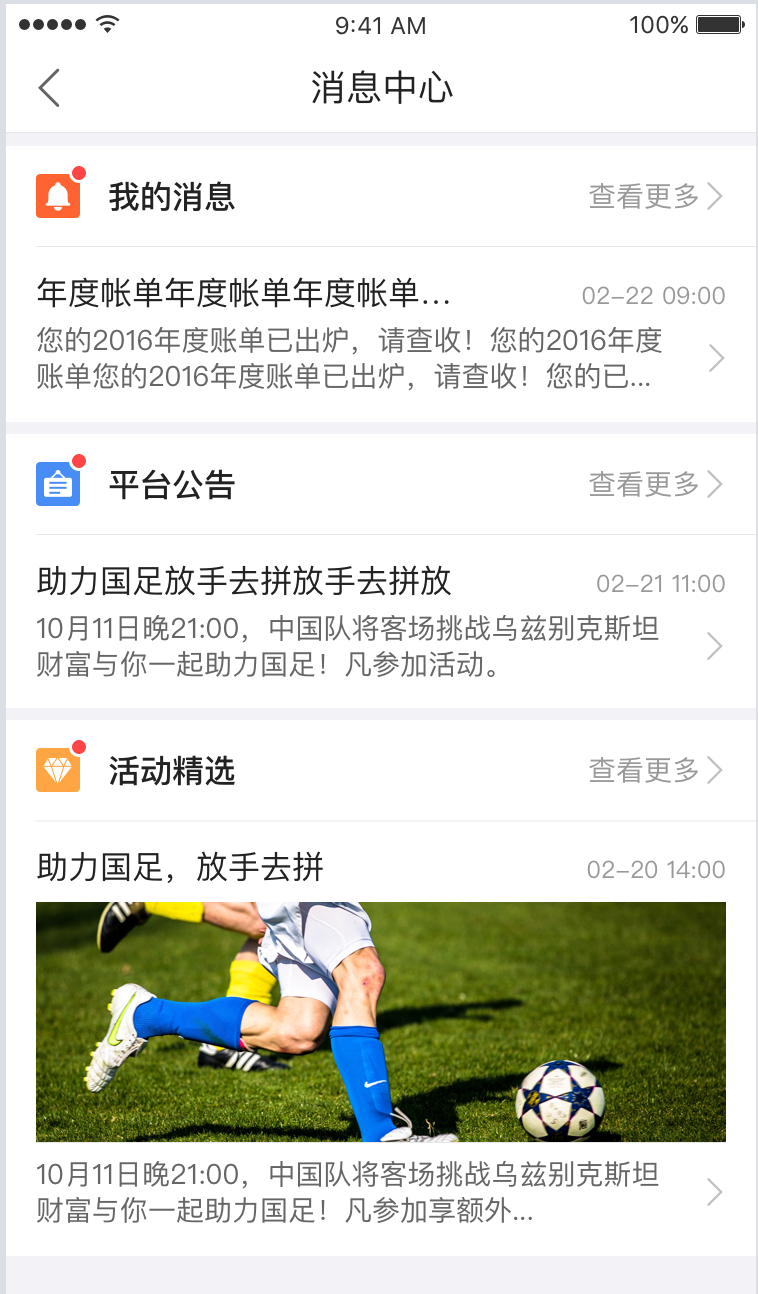 9:41 AM 100%
消息中心
我的消息 查看更多
年度帐单年度帐单年度帐单... 02-22 09:00
您的2016年度账单已出炉，请查收！您的2016年度
账单您的2016年度账单已出炉，请查收！您的已...
平台公告 查看更多
助力国足放手去拼放手去拼放 02-21 11:00
10月11日晚21:00，中国队将客场挑战乌兹别克斯坦
财富与你一起助力国足！凡参加活动。
活动精选 查看更多
助力国足，放手去拼 02-20 14:00
10月11日晚21:00，中国队将客场挑战乌兹别克斯坦
财富与你一起助力国足！凡参加享额外...